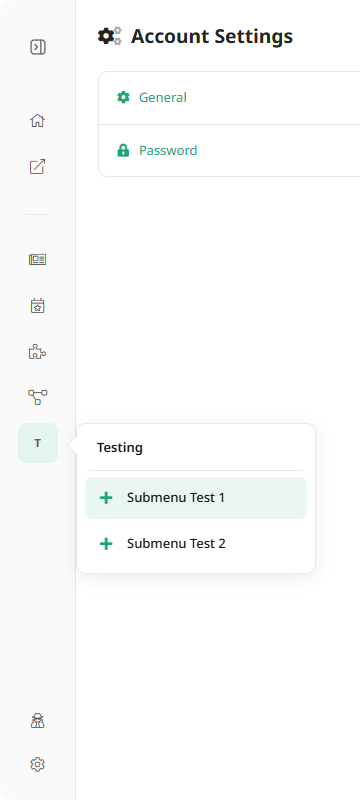 Account Settings
General
Password
T
Testing
Submenu Test 1
Submenu Test 2